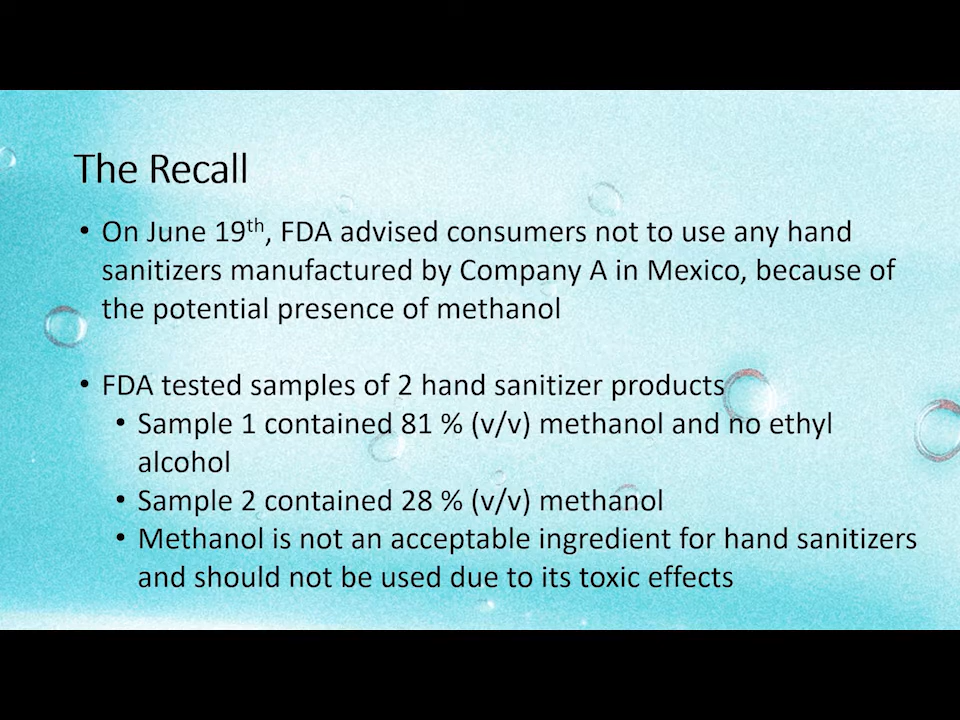 The Recall
• On June 19th, FDA advised consumers not to use any hand
sanitizers manufactured by Company A in Mexico, because of
the potential presence of methanol
• FDA tested samples of 2 hand sanitizer products
• Sample 1 contained 81 % (v/v) methanol and no ethyl
alcohol
• Sample 2 contained 28 % (v/v) methanol
• Methanol is not an acceptable ingredient for hand sanitizers
and should not be used due to its toxic effects